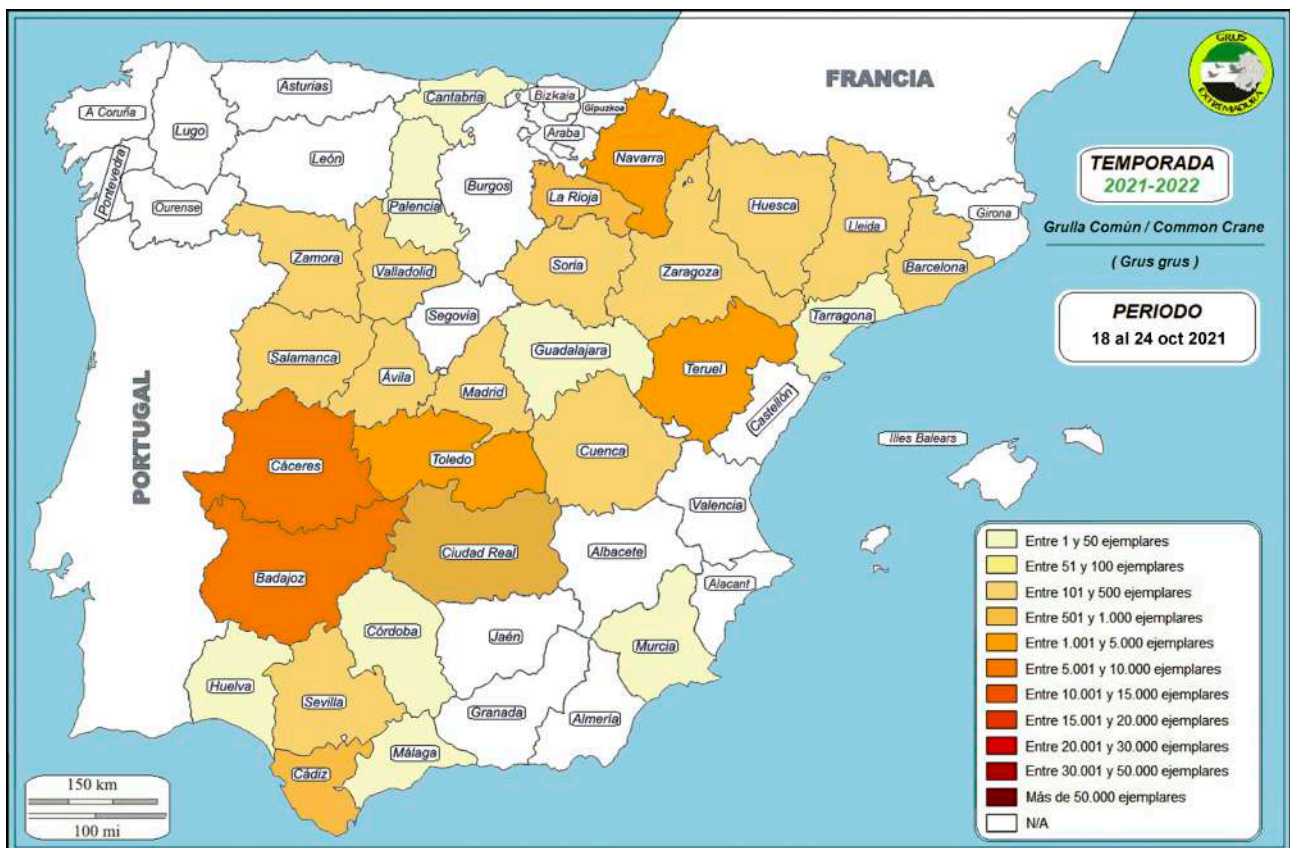 FRANCIA
GRUS
EXTREMADURA
TEMPORADA
2021-2022
Grulla Común / Common Crane
( Grus grus )
PERIODO
18 al 24 oct 2021
A Coruña
Lugo
Asturias
Cantabria
Bizkaia
Gipuzkoa
Araba
Navarra
Pontevedra
Ourense
León
Palencia
Burgos
La Rioja
Huesca
Lleida
Girona
Barcelona
Zamora
Valladolid
Soria
Zaragoza
Tarragona
Segovia
Guadalajara
Salamanca
Ávila
Madrid
Teruel
Castellón
PORTUGAL
Cáceres
Toledo
Cuenca
Illes Balears
Valencia
Badajoz
Ciudad Real
Albacete
Alacant
Córdoba
Jaén
Murcia
Huelva
Sevilla
Granada
Almería
Málaga
Cádiz
Entre 1 y 50 ejemplares
Entre 51 y 100 ejemplares
Entre 101 y 500 ejemplares
Entre 501 y 1.000 ejemplares
Entre 1.001 y 5.000 ejemplares
Entre 5.001 y 10.000 ejemplares
Entre 10.001 y 15.000 ejemplares
Entre 15.001 y 20.000 ejemplares
Entre 20.001 y 30.000 ejemplares
Entre 30.001 y 50.000 ejemplares
Más de 50.000 ejemplares
N/A
150 km
100 mi